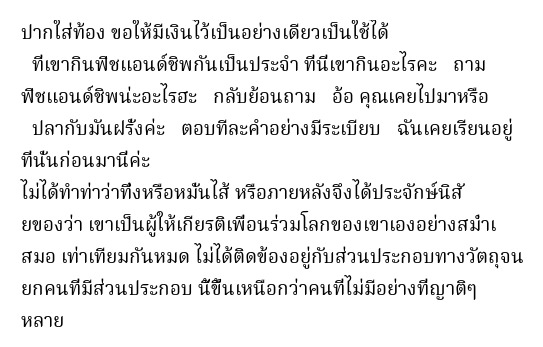 ปากใส่ท้อง ขอให้มีเงินไว้เป็นอย่างเดียวเป็นใช้ได้
ที่เขากินฟิชแอนด์ชิพกันเป็นประจำ ที่นี่เขากินอะไรคะ ถาม
ฟิชแอนด์ชิพน่ะอะไรฮะ กลับย้อนถาม อ้อ คุณเคยไปมาหรือ
ปลากับมันฝรั่งค่ะ ตอบทีละคำอย่างมีระเบียบ ฉันเคยเรียนอยู่
ที่นั่นก่อนมานี่ค่ะ
ไม่ได้ทำท่าว่าทึ่งหรือหมั่นไส้ หรือภายหลังจึงได้ประจักษ์นิสั
ยของว่า เขาเป็นผู้ให้เกียรติเพื่อนร่วมโลกของเขาเองอย่างสม่ำเ
สมอ เท่าเทียมกันหมด ไม่ได้ติดข้องอยู่กับส่วนประกอบทางวัตถุจน
ยกคนที่มีส่วนประกอบ นี้ขึ้นเหนือกว่าคนที่ไม่มีอย่างที่ญาติๆ
หลาย